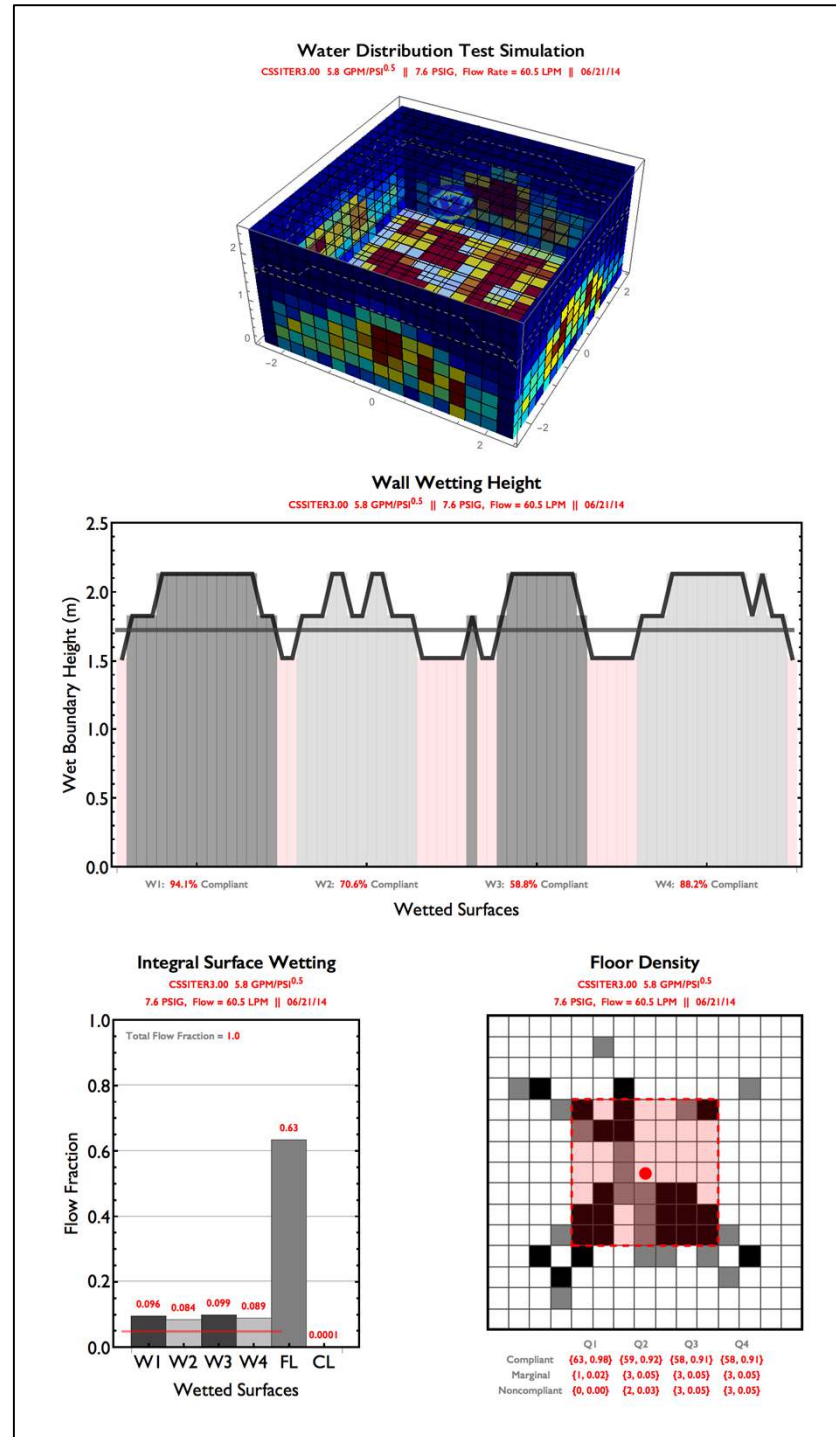 Water Distribution Test Simulation
CSSITER3.00 5.8 GPM/PSI^0.5 || 7.6 PSIG, Flow Rate = 60.5 LPM || 06/21/14
2
1
0
−2
0
2
−2
0
2
Wall Wetting Height
CSSITER3.00 5.8 GPM/PSI^0.5 || 7.6 PSIG, Flow = 60.5 LPM || 06/21/14
2.5
2.0
1.5
1.0
0.5
0.0
Wet Boundary Height (m)
W1: 94.1% Compliant W2: 70.6% Compliant W3: 58.8% Compliant W4: 88.2% Compliant
Wetted Surfaces
Integral Surface Wetting
CSSITER3.00 5.8 GPM/PSI^0.5
7.6 PSIG, Flow = 60.5 LPM || 06/21/14
1.0
0.8
0.6
0.4
0.2
0.0
Flow Fraction
Total Flow Fraction = 1.0
0.096 0.084 0.099 0.089 0.63 0.0001
W1 W2 W3 W4 FL CL
Wetted Surfaces
Floor Density
CSSITER3.00 5.8 GPM/PSI^0.5
7.6 PSIG, Flow = 60.5 LPM || 06/21/14
Q1 Q2 Q3 Q4
Compliant {63, 0.98} {59, 0.92} {58, 0.91} {58, 0.91}
Marginal {1, 0.02} {3, 0.05} {3, 0.05} {3, 0.05}
Noncompliant {0, 0.00} {2, 0.03} {3, 0.05} {3, 0.05}